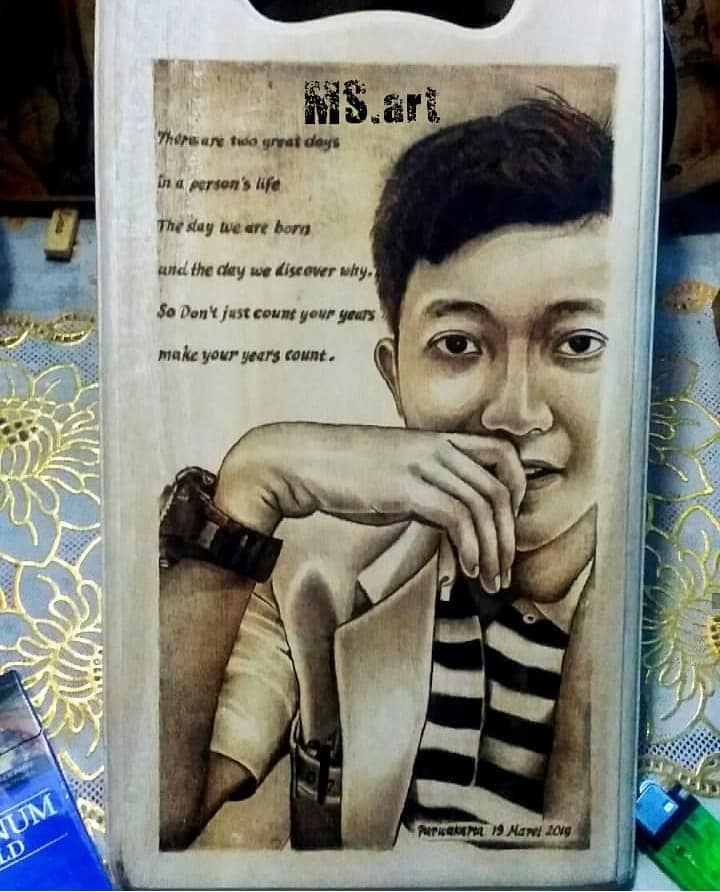 MS.art
There are two great days
in a person's life
The day we are born
and the day we discover why.
So Don't just count your years
make your years count.
Purwakarta 19 Maret 2019
NUM
LD